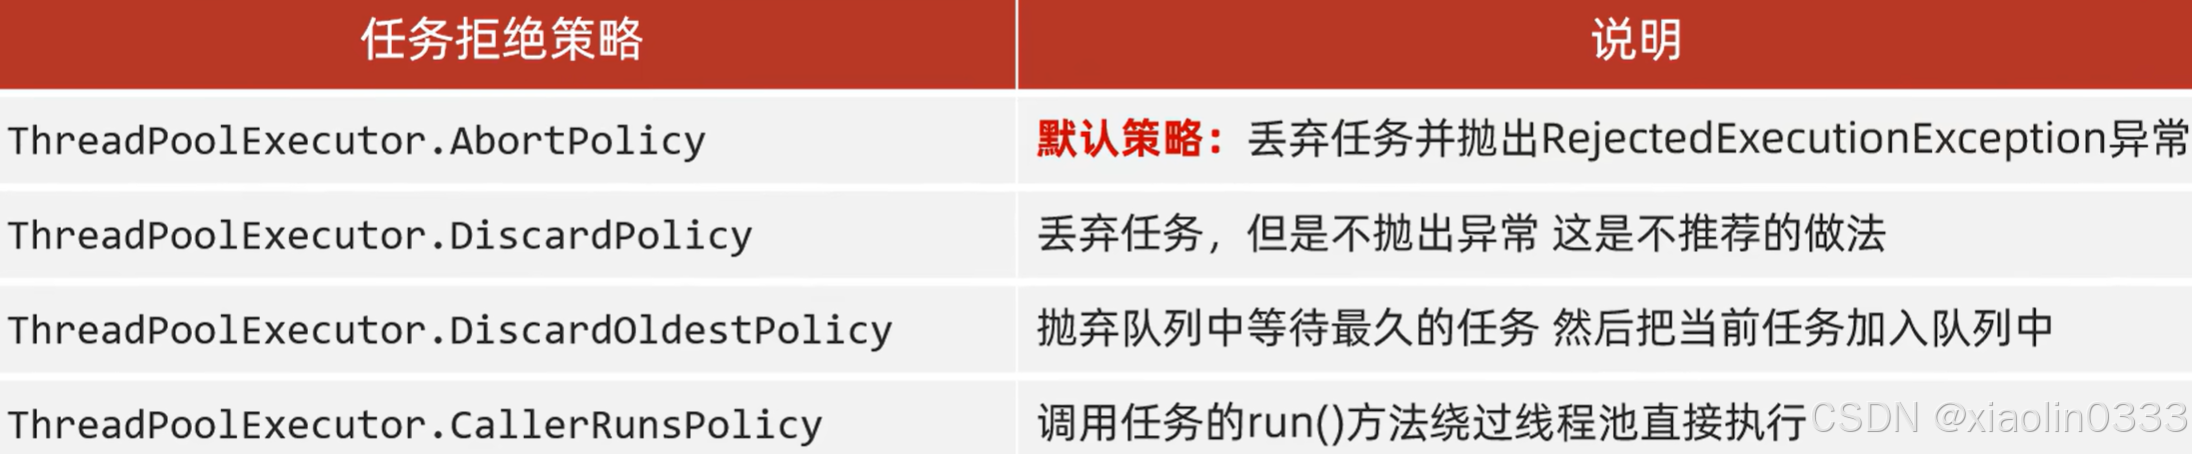 任务拒绝策略 说明
ThreadPoolExecutor.AbortPolicy 默认策略：丢弃任务并抛出RejectedExecutionException异常
ThreadPoolExecutor.DiscardPolicy 丢弃任务，但是不抛出异常 这是不推荐的做法
ThreadPoolExecutor.DiscardOldestPolicy 抛弃队列中等待最久的任务 然后把当前任务加入队列中
ThreadPoolExecutor.CallerRunsPolicy 调用任务的run()方法绕过线程池直接执行
CSDN @xiaolin0333